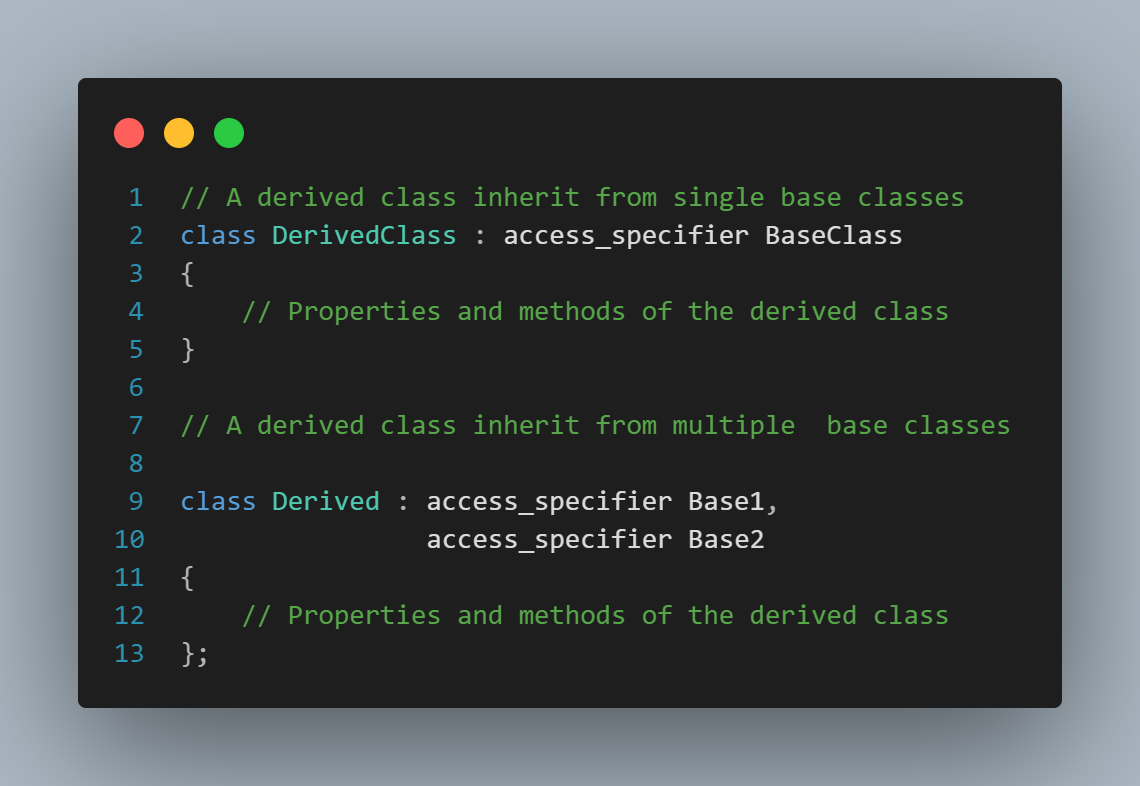 1 // A derived class inherit from single base classes
2 class DerivedClass : access_specifier BaseClass
3 {
4     // Properties and methods of the derived class
5 }
6
7 // A derived class inherit from multiple  base classes
8
9 class Derived : access_specifier Base1,
10                 access_specifier Base2
11 {
12     // Properties and methods of the derived class
13 };